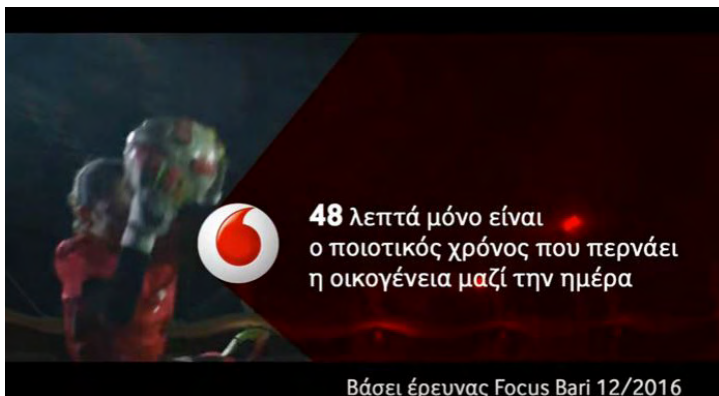 48 λεπτά μόνο είναι
ο ποιοτικός χρόνος που περνάει
η οικογένεια μαζί την ημέρα
Βάσει έρευνας Focus Bari 12/2016